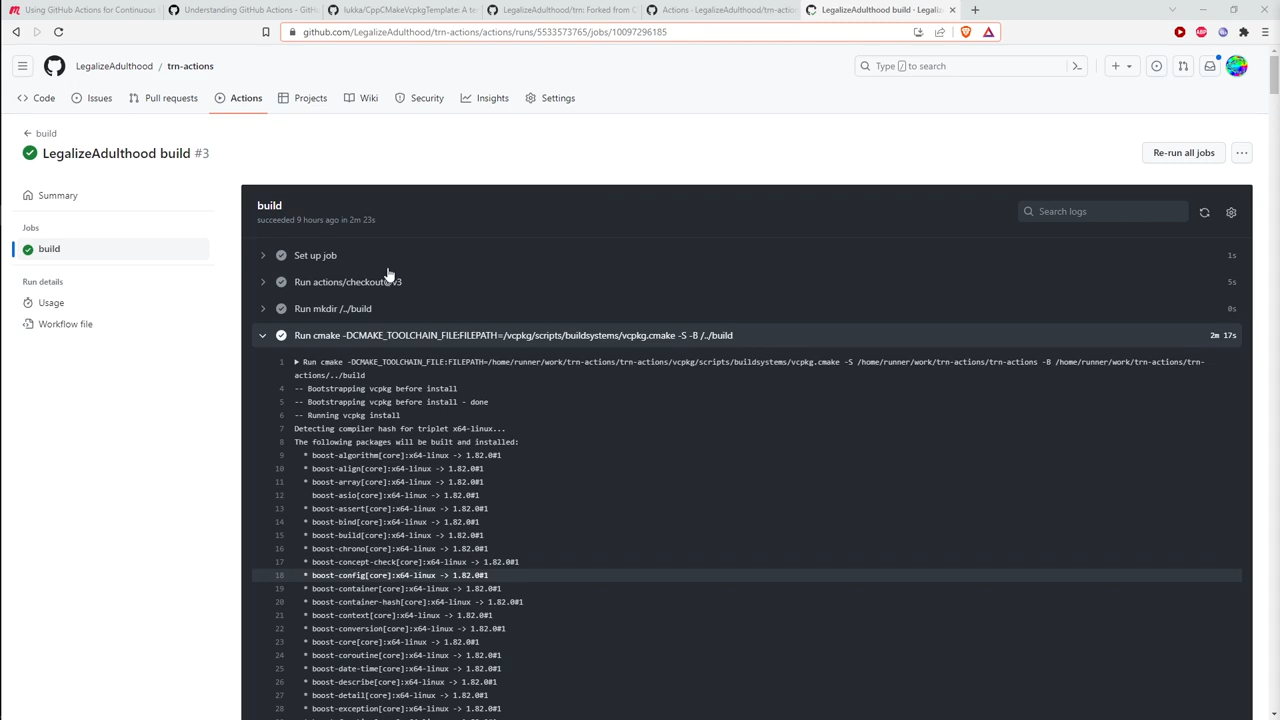 Using GitHub Actions for Continuous
Understanding GitHub Actions - GitH
lukka/CppCMakeVcpkgTemplate: A te
LegalizeAdulthood/trn: Forked from C
Actions · LegalizeAdulthood/trn-action
LegalizeAdulthood build · Legaliz
github.com/LegalizeAdulthood/trn-actions/actions/runs/5533573765/jobs/10097296185
LegalizeAdulthood / trn-actions
Type / to search
Code
Issues
Pull requests
Actions
Projects
Wiki
Security
Insights
Settings
build
LegalizeAdulthood build #3
Re-run all jobs
Summary
Jobs
build
Run details
Usage
Workflow file
build
succeeded 9 hours ago in 2m 23s
Search logs
Set up job 1s
Run actions/checkout@v3 5s
Run mkdir /../build 0s
Run cmake -DCMAKE_TOOLCHAIN_FILE:FILEPATH=/vcpkg/scripts/buildsystems/vcpkg.cmake -S -B /../build 2m 17s
1 Run cmake -DCMAKE_TOOLCHAIN_FILE:FILEPATH=/home/runner/work/trn-actions/trn-actions/vcpkg/scripts/buildsystems/vcpkg.cmake -S /home/runner/work/trn-actions/trn-actions -B /home/runner/work/trn-actions/trn-
actions/../build
4 -- Bootstrapping vcpkg before install
5 -- Bootstrapping vcpkg before install - done
6 -- Running vcpkg install
7 Detecting compiler hash for triplet x64-linux...
8 The following packages will be built and installed:
9 * boost-algorithm[core]:x64-linux -> 1.82.0#1
10 * boost-align[core]:x64-linux -> 1.82.0#1
11 * boost-array[core]:x64-linux -> 1.82.0#1
12 boost-asio[core]:x64-linux -> 1.82.0#1
13 * boost-assert[core]:x64-linux -> 1.82.0#1
14 * boost-bind[core]:x64-linux -> 1.82.0#1
15 * boost-build[core]:x64-linux -> 1.82.0#1
16 * boost-chrono[core]:x64-linux -> 1.82.0#1
17 * boost-concept-check[core]:x64-linux -> 1.82.0#1
18 * boost-config[core]:x64-linux -> 1.82.0#1
19 * boost-container[core]:x64-linux -> 1.82.0#1
20 * boost-container-hash[core]:x64-linux -> 1.82.0#1
21 * boost-context[core]:x64-linux -> 1.82.0#1
22 * boost-conversion[core]:x64-linux -> 1.82.0#1
23 * boost-core[core]:x64-linux -> 1.82.0#1
24 * boost-coroutine[core]:x64-linux -> 1.82.0#1
25 * boost-date-time[core]:x64-linux -> 1.82.0#1
26 * boost-describe[core]:x64-linux -> 1.82.0#1
27 * boost-detail[core]:x64-linux -> 1.82.0#1
28 * boost-exception[core]:x64-linux -> 1.82.0#1